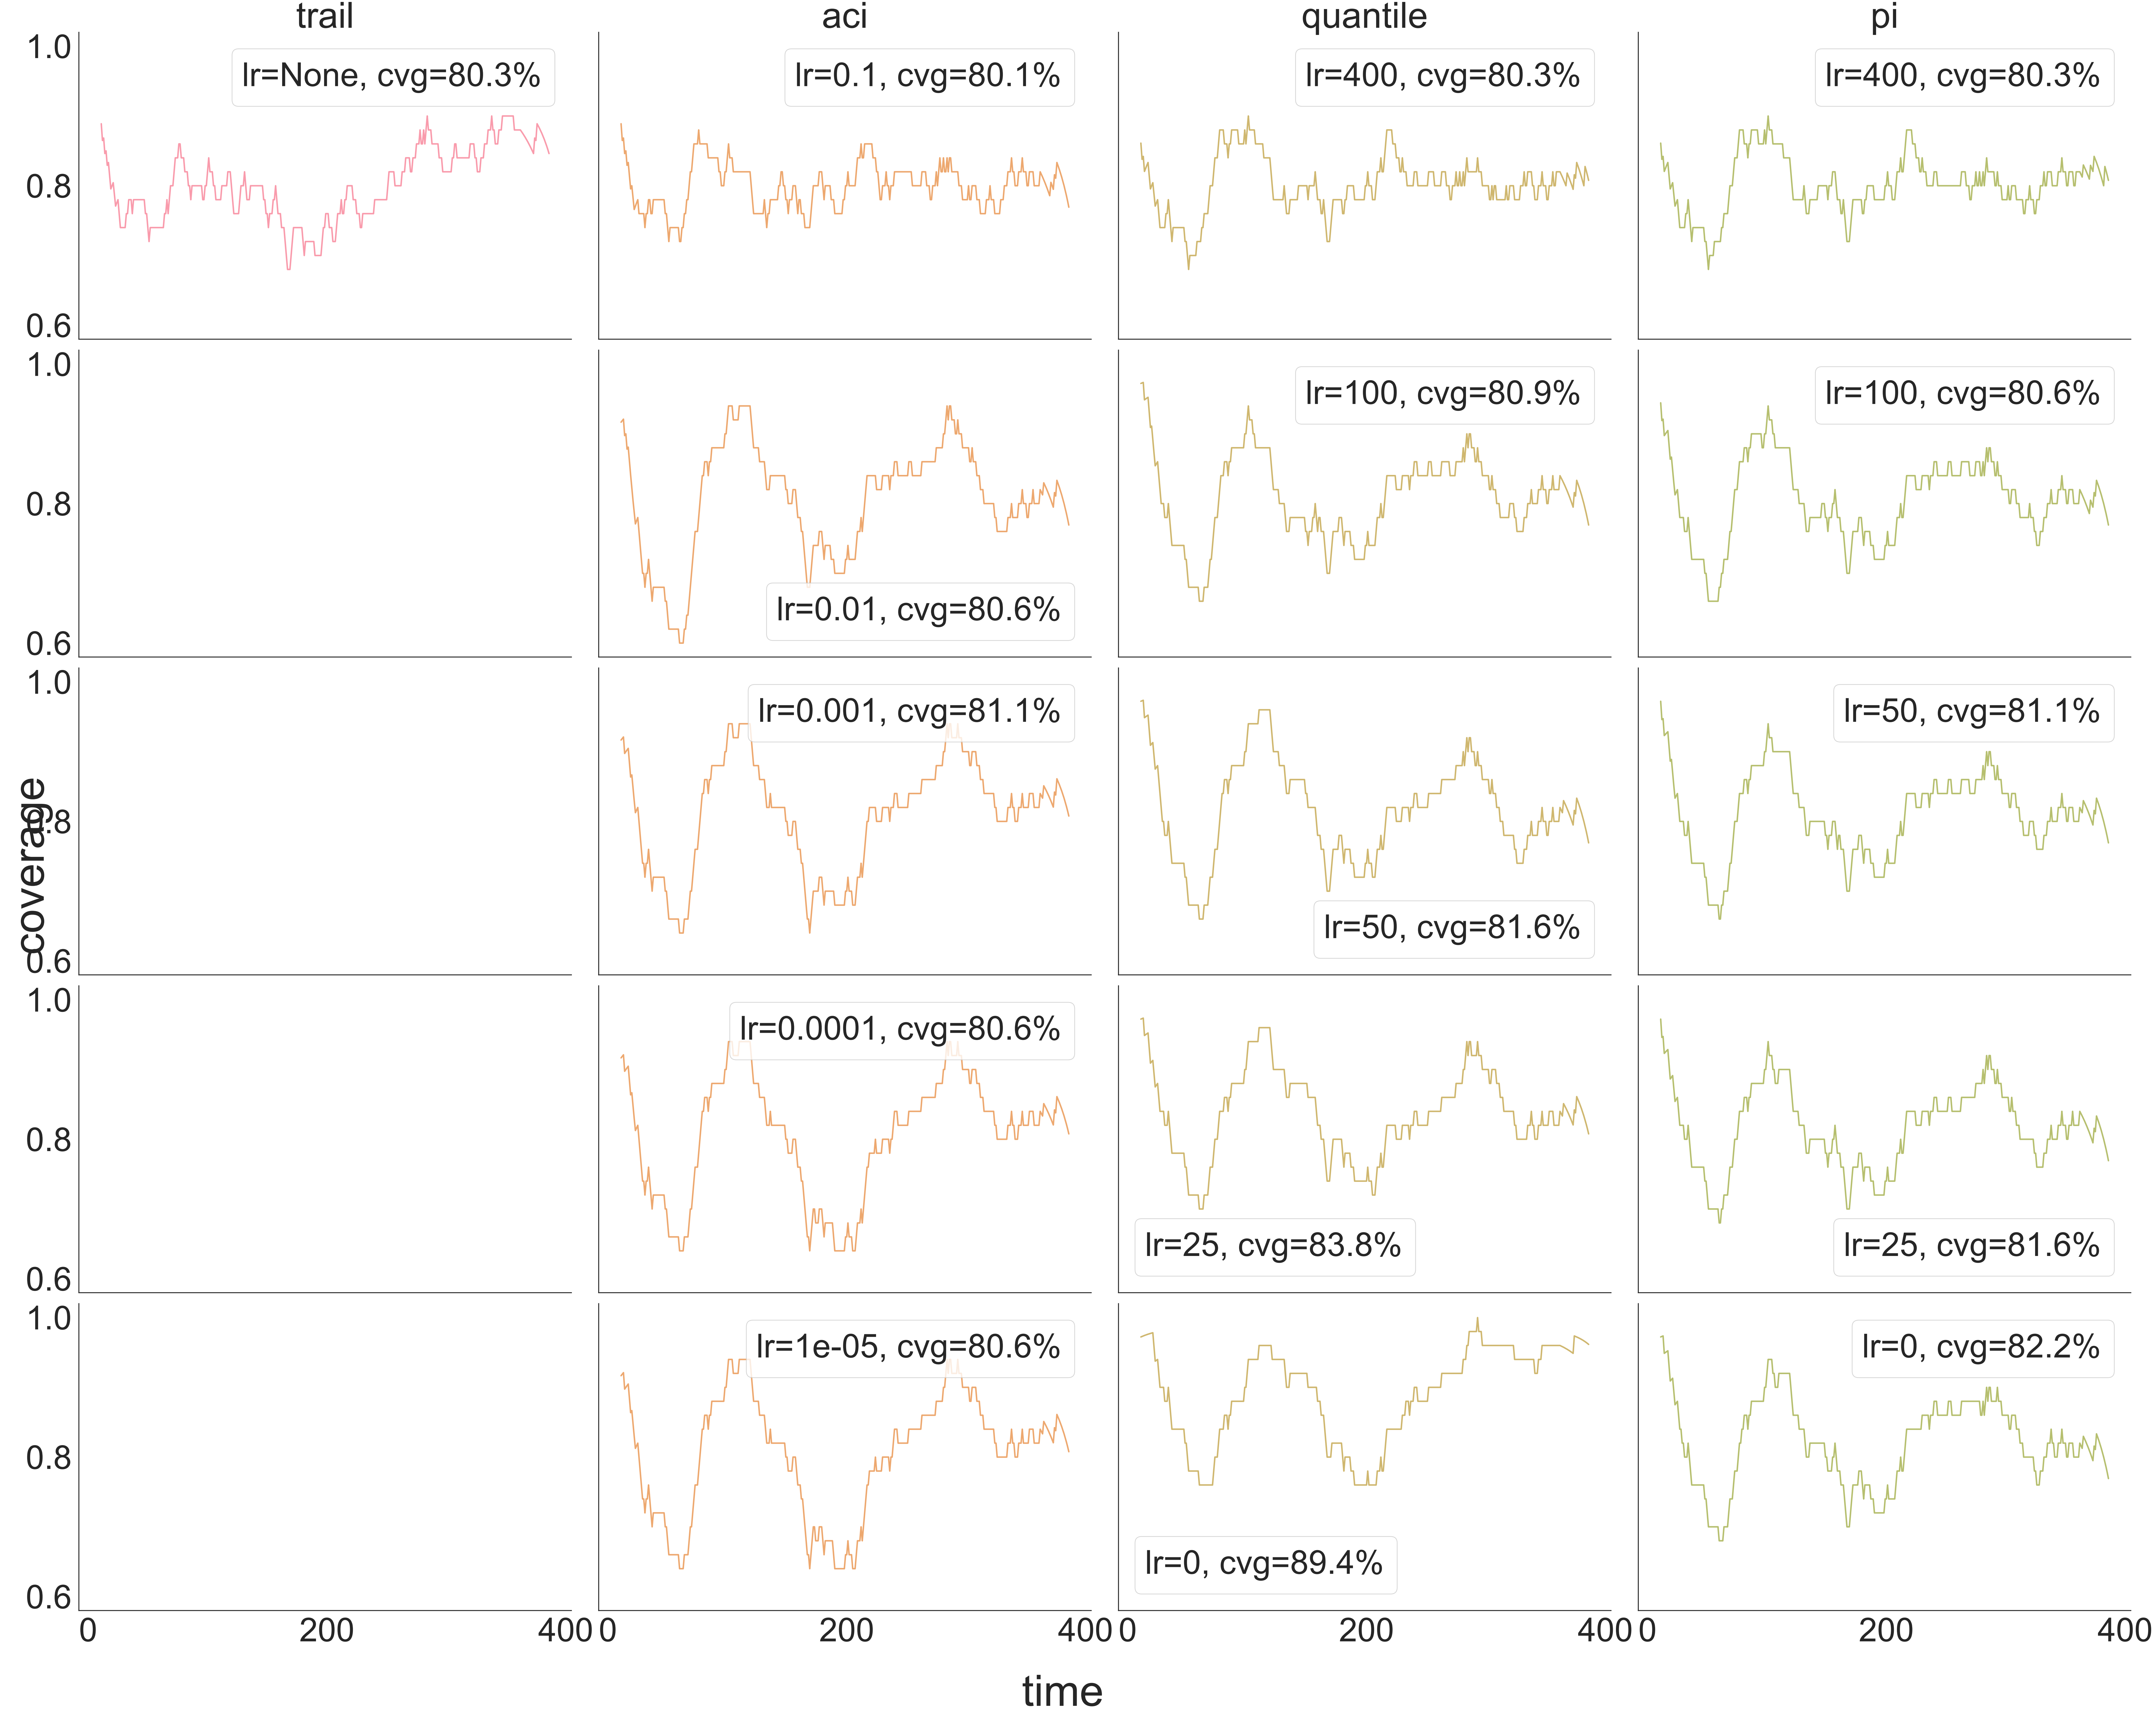 trail
aci
quantile
pi
1.0
0.8
0.6
lr=None, cvg=80.3%
lr=0.1, cvg=80.1%
lr=400, cvg=80.3%
lr=400, cvg=80.3%
1.0
0.8
0.6
lr=0.01, cvg=80.6%
lr=100, cvg=80.9%
lr=100, cvg=80.6%
coverage
1.0
0.8
0.6
lr=0.001, cvg=81.1%
lr=50, cvg=81.6%
lr=50, cvg=81.1%
1.0
0.8
0.6
lr=0.0001, cvg=80.6%
lr=25, cvg=83.8%
lr=25, cvg=81.6%
1.0
0.8
0.6
lr=1e-05, cvg=80.6%
lr=0, cvg=89.4%
lr=0, cvg=82.2%
0 200 400
0 200 400
0 200 400
0 200 400
time